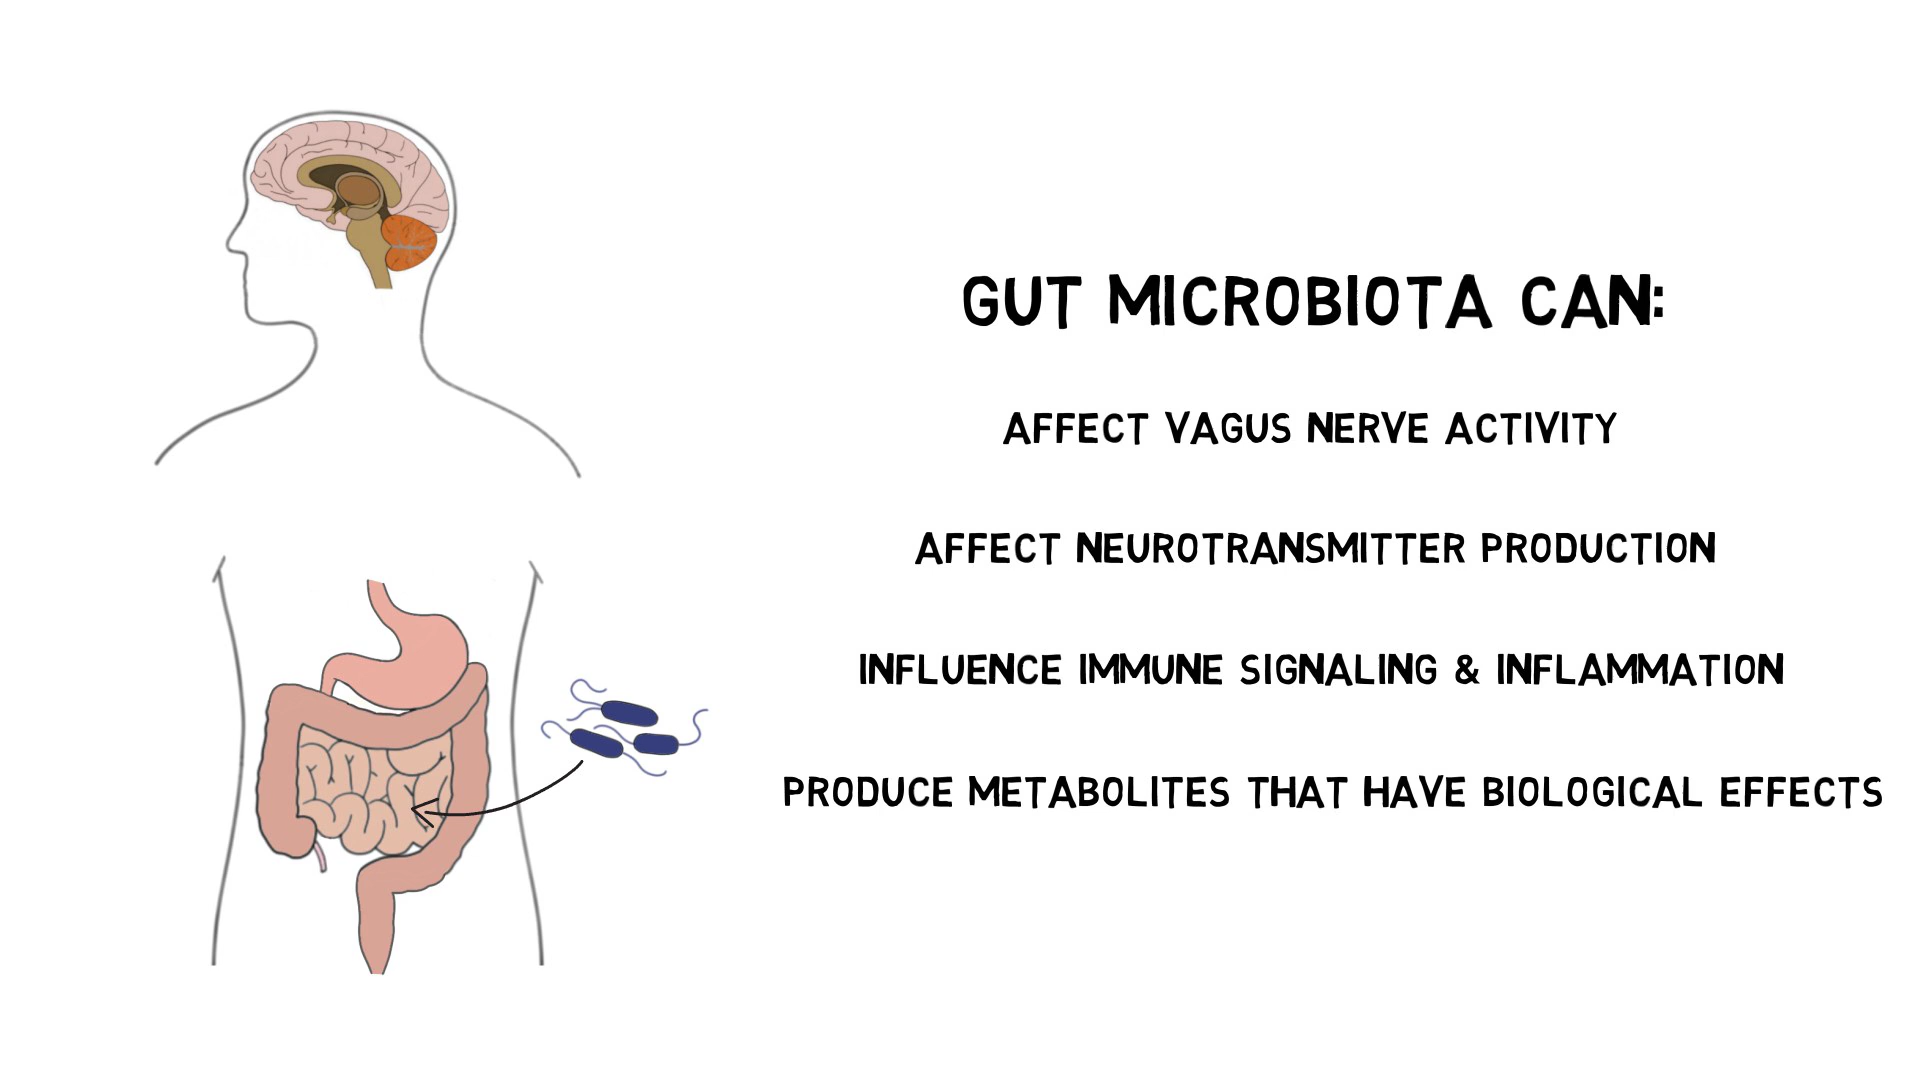 GUT MICROBIOTA CAN:
AFFECT VAGUS NERVE ACTIVITY
AFFECT NEUROTRANSMITTER PRODUCTION
INFLUENCE IMMUNE SIGNALING & INFLAMMATION
PRODUCE METABOLITES THAT HAVE BIOLOGICAL EFFECTS